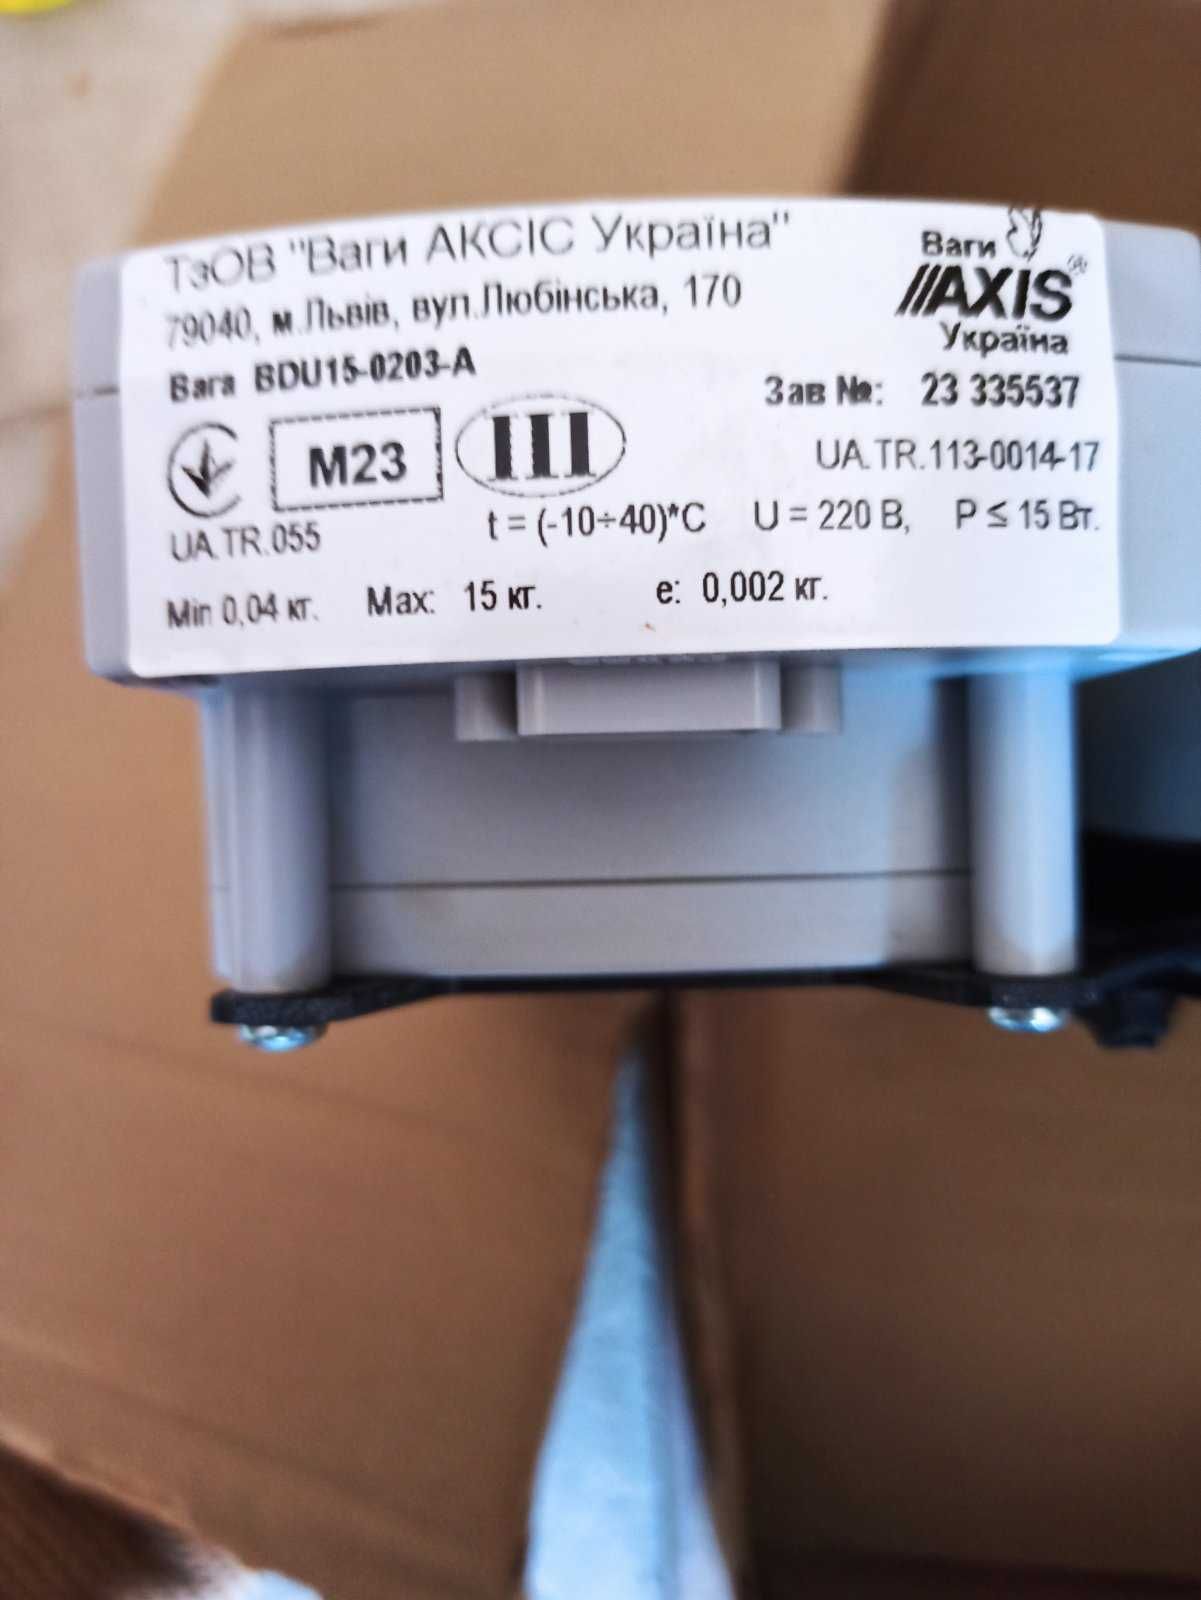 ТзОВ "Ваги АКСІС Україна"
79040, м.Львів, вул.Любінська, 170
Ваги
AXIS®
Україна
Вага BDU15-0203-А
Зав №: 23 335537
М23
III
UA.TR.113-0014-17
UA.TR.055
t = (-10÷40)*C U = 220 В, P ≤ 15 Вт.
Min 0,04 кг. Max: 15 кг. e: 0,002 кг.